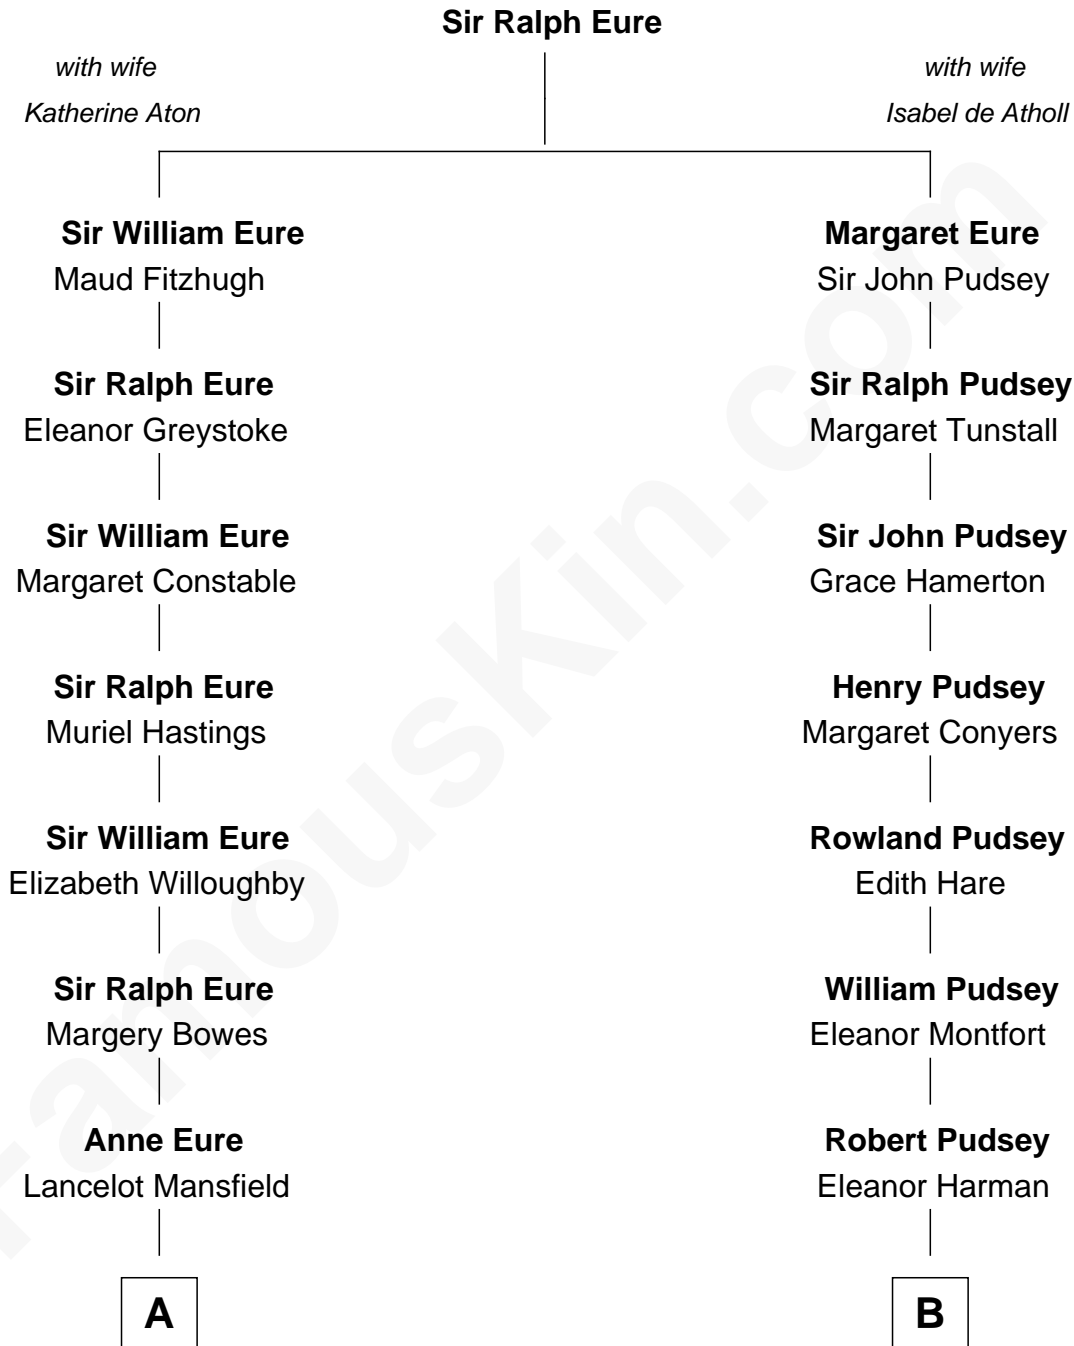 Sir Ralph Eure
with wife
Katherine Aton
with wife
Isabel de Atholl
Sir William Eure
Maud Fitzhugh
Margaret Eure
Sir John Pudsey
Sir Ralph Eure
Eleanor Greystoke
Sir Ralph Pudsey
Margaret Tunstall
Sir William Eure
Margaret Constable
Sir John Pudsey
Grace Hamerton
Sir Ralph Eure
Muriel Hastings
Henry Pudsey
Margaret Conyers
Sir William Eure
Elizabeth Willoughby
Rowland Pudsey
Edith Hare
Sir Ralph Eure
Margery Bowes
William Pudsey
Eleanor Montfort
Anne Eure
Lancelot Mansfield
Robert Pudsey
Eleanor Harman
A
B
FamousKin.com